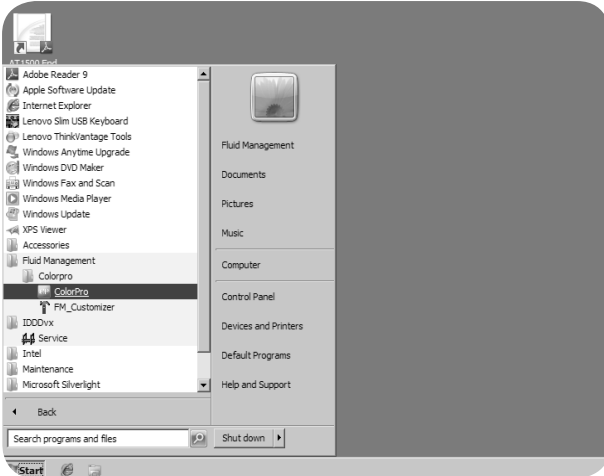 AT1500 End
Adobe Reader 9
Apple Software Update
Internet Explorer
Lenovo Slim USB Keyboard
Lenovo ThinkVantage Tools
Windows Anytime Upgrade
Windows DVD Maker
Windows Fax and Scan
Windows Media Player
Windows Update
XPS Viewer
Accessories
Fluid Management
Colorpro
ColorPro
FM_Customizer
IDDDvx
Service
Intel
Maintenance
Microsoft Silverlight
Back
Search programs and files
Fluid Management
Documents
Pictures
Music
Computer
Control Panel
Devices and Printers
Default Programs
Help and Support
Shut down
Start